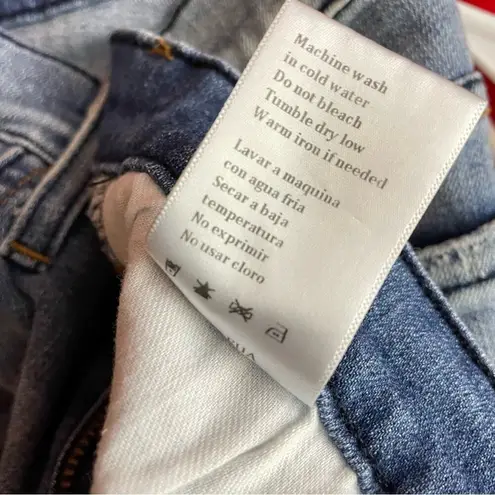 Machine wash
in cold water
Do not bleach
Tumble dry low
Warm iron if needed
Lavar a maquina
con agua fria
Secar a baja
temperatura
No exprimir
No usar cloro